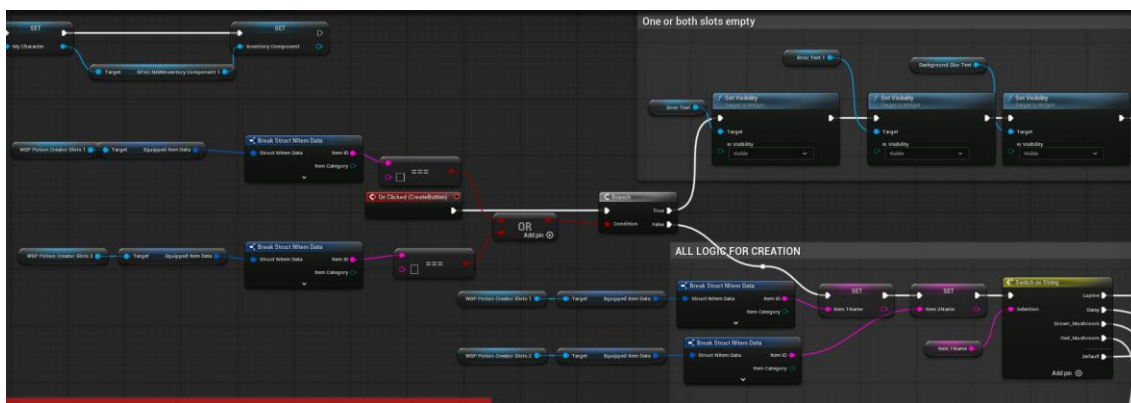 SET
My Character
SET
Inventory Component
Target BPAC NEWInventory Component 1
One or both slots empty
Error Text 1
Background Blur Text
Error Text
Set Visibility
Target is Widget
Target
In Visibility
Visible
Set Visibility
Target is Widget
Target
In Visibility
Visible
Set Visibility
Target is Widget
Target
In Visibility
Visible
WBP Potion Creator Slots 1
Target Equipped Item Data
Break Struct NItem Data
Struct NItem Data Item ID
Item Category
===
On Clicked (CreateButton)
OR
Add pin
Branch
True
Condition False
WBP Potion Creator Slots 2
Target Equipped Item Data
Break Struct NItem Data
Struct NItem Data Item ID
Item Category
===
ALL LOGIC FOR CREATION
WBP Potion Creator Slots 1
Target Equipped Item Data
Break Struct NItem Data
Struct NItem Data Item ID
Item Category
WBP Potion Creator Slots 2
Target Equipped Item Data
Break Struct NItem Data
Struct NItem Data Item ID
Item Category
SET
Item 1Name
SET
Item 2Name
Item 1Name
Switch on String
Lupine
Selection Daisy
Brown_Mushroom
Red_Mushroom
Default
Add pin